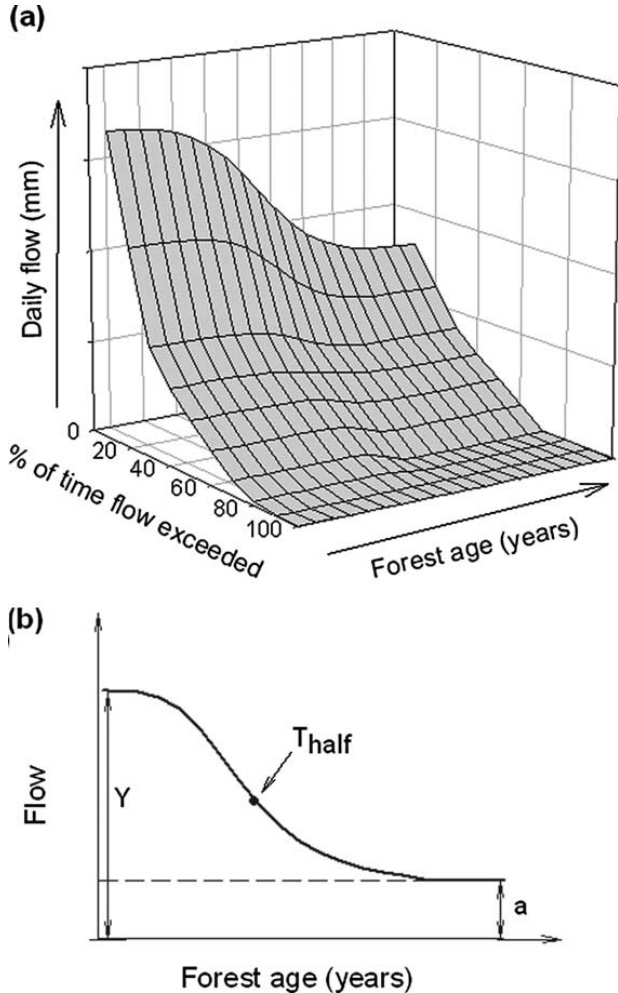 (a)
Daily flow (mm)
0
20
40
60
80
100
% of time flow exceeded
Forest age (years)
(b)
Flow
Y
T half
a
Forest age (years)